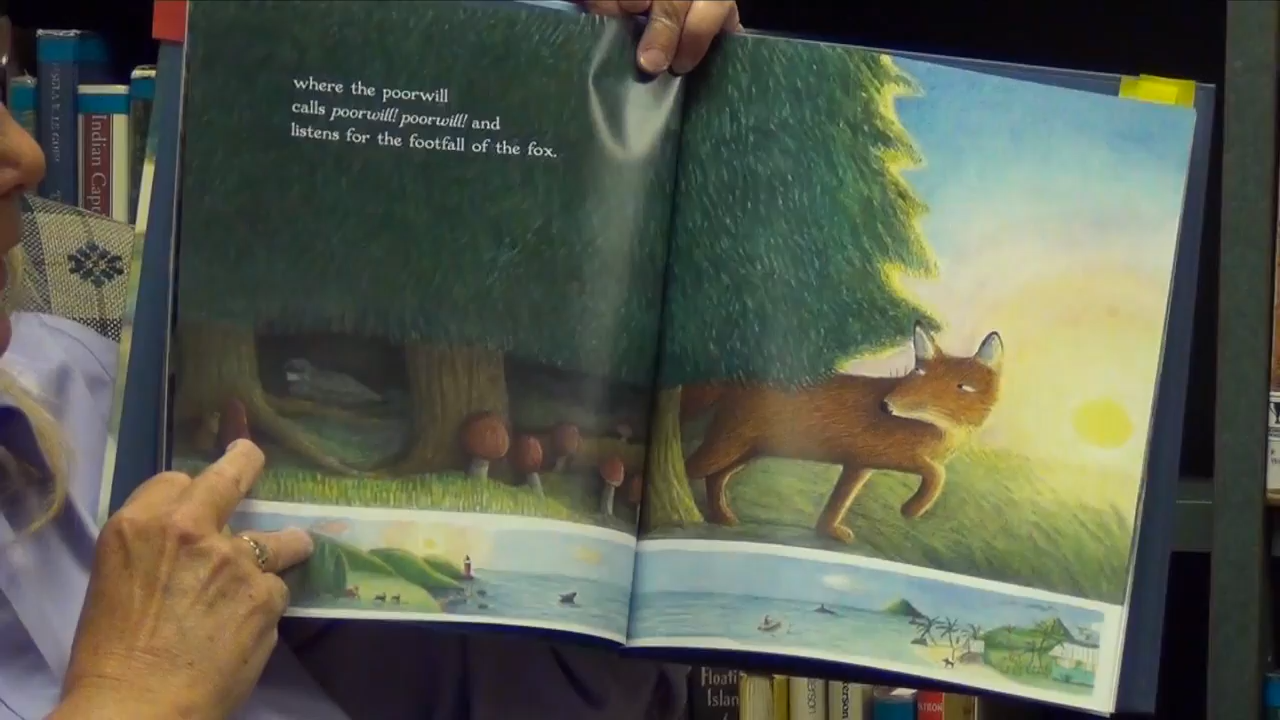 where the poorwill
calls poorwill! poorwill! and
listens for the footfall of the fox.
Indian Cap
Floati
Islan